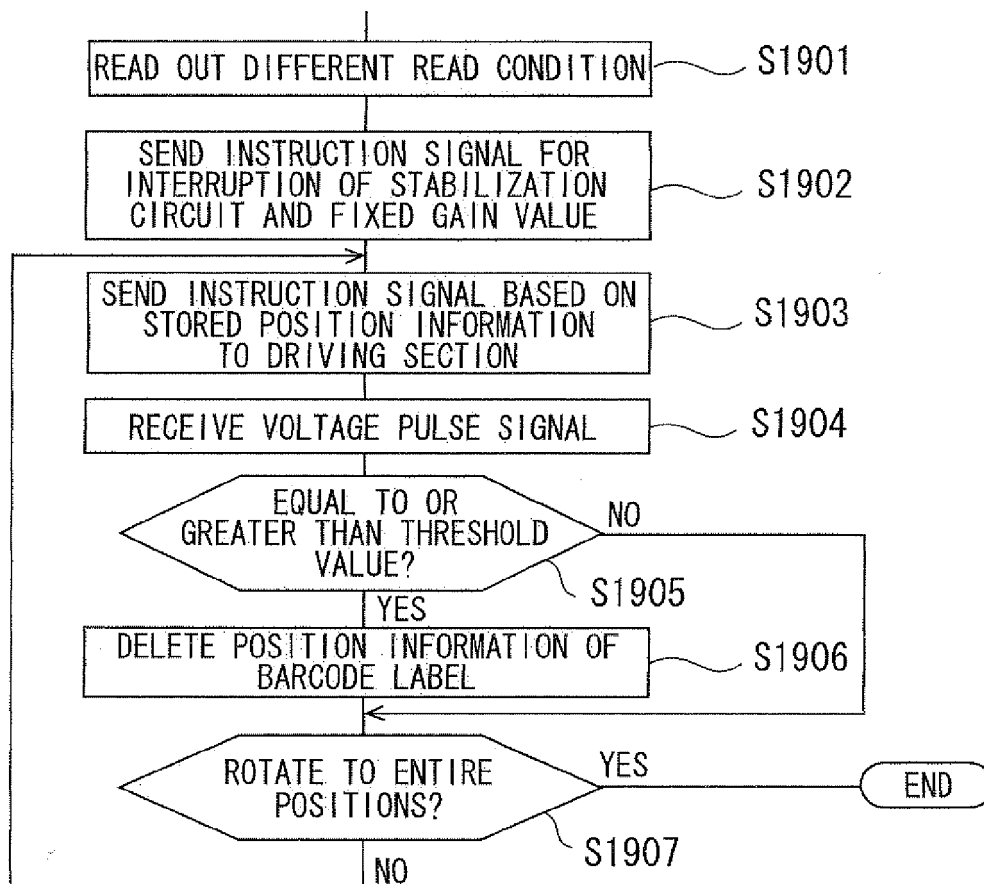 READ OUT DIFFERENT READ CONDITION
S1901
SEND INSTRUCTION SIGNAL FOR
INTERRUPTION OF STABILIZATION
CIRCUIT AND FIXED GAIN VALUE
S1902
SEND INSTRUCTION SIGNAL BASED ON
STORED POSITION INFORMATION
TO DRIVING SECTION
S1903
RECEIVE VOLTAGE PULSE SIGNAL
S1904
EQUAL TO OR
GREATER THAN THRESHOLD
VALUE?
NO
S1905
YES
DELETE POSITION INFORMATION OF
BARCODE LABEL
S1906
ROTATE TO ENTIRE
POSITIONS?
YES
END
S1907
NO